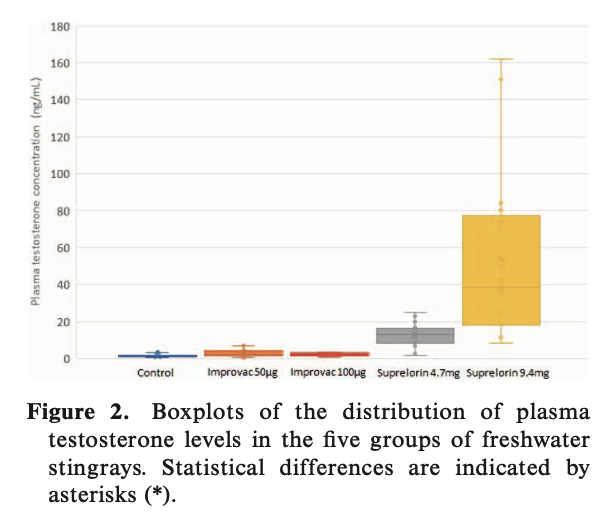 180
160
140
120
100
80
60
40
20
0
Plasma testosterone concentration (ng/mL)
Control Improvac 50µg Improvac 100µg Suprelorin 4.7mg Suprelorin 9.4mg
Figure 2. Boxplots of the distribution of plasma
testosterone levels in the five groups of freshwater
stingrays. Statistical differences are indicated by
asterisks (*).